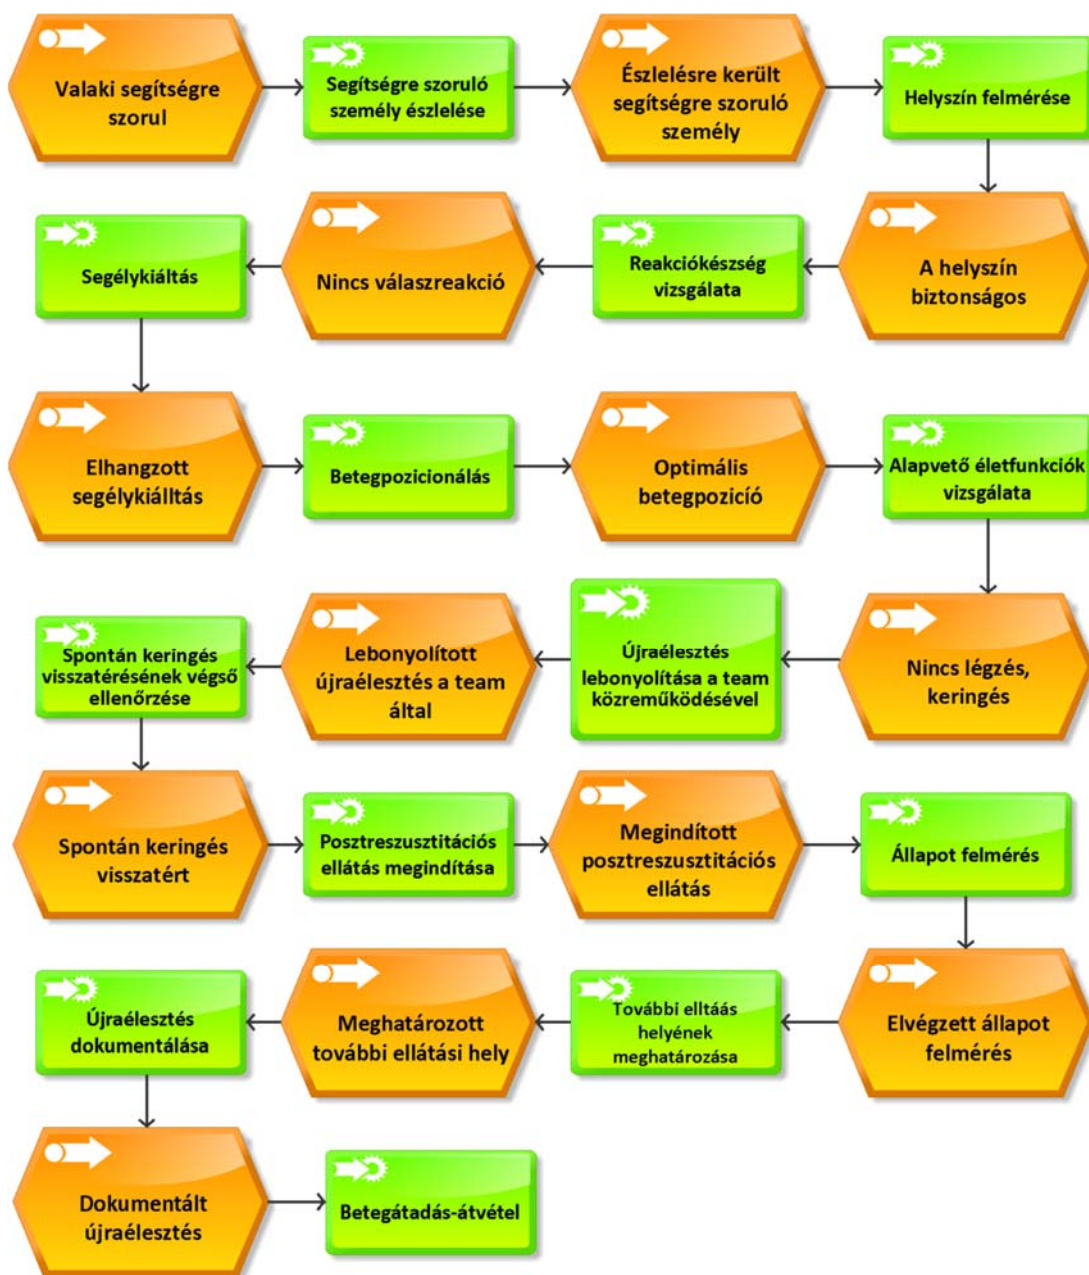 Valaki segítségre
szorul
Segítségre szoruló
személy észlelése
Észlelésre került
segítségre szoruló
személy
Helyszín felmérése
A helyszín
biztonságos
Reakciókészség
vizsgálata
Nincs válaszreakció
Segélykiáltás
Elhangzott
segélykiálltás
Betegpozicionálás
Optimális
betegpozíció
Alapvető életfunkciók
vizsgálata
Nincs légzés,
keringés
Újraélesztés
lebonyolítása a team
közreműködésével
Lebonyolított
újraélesztés a team
által
Spontán keringés
visszatérésének végső
ellenőrzése
Spontán keringés
visszatért
Posztreszusztitációs
ellátás megindítása
Megindított
posztreszusztitációs
ellátás
Állapot felmérés
Elvégzett állapot
felmérés
További elltáás
helyének
meghatározása
Meghatározott
további ellátási hely
Újraélesztés
dokumentálása
Dokumentált
újraélesztés
Betegátadás-átvétel